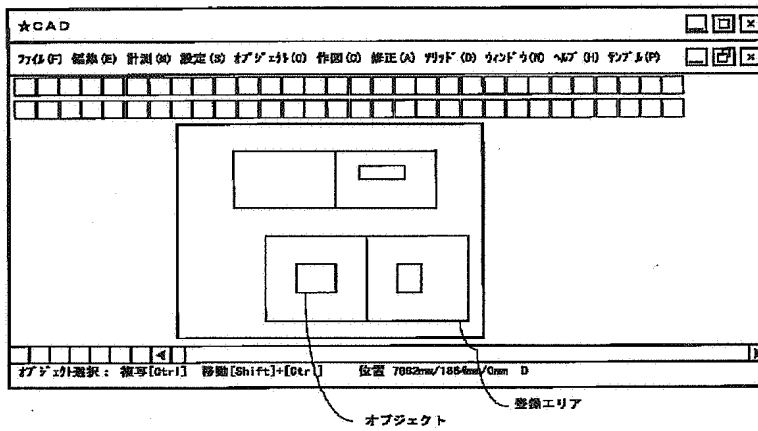 ☆CAD
ファイル(F) 編集(E) 計測(M) 設定(S) オブジェクト(O) 作図(C) 修正(A) グリッド(D) ウィンドウ(W) ヘルプ(H) サンプル(P)
オブジェクト選択: 複写[Ctrl] 移動[Shift]+[Ctrl] 位置 7082mm/1864mm/0mm D
登録エリア
オブジェクト